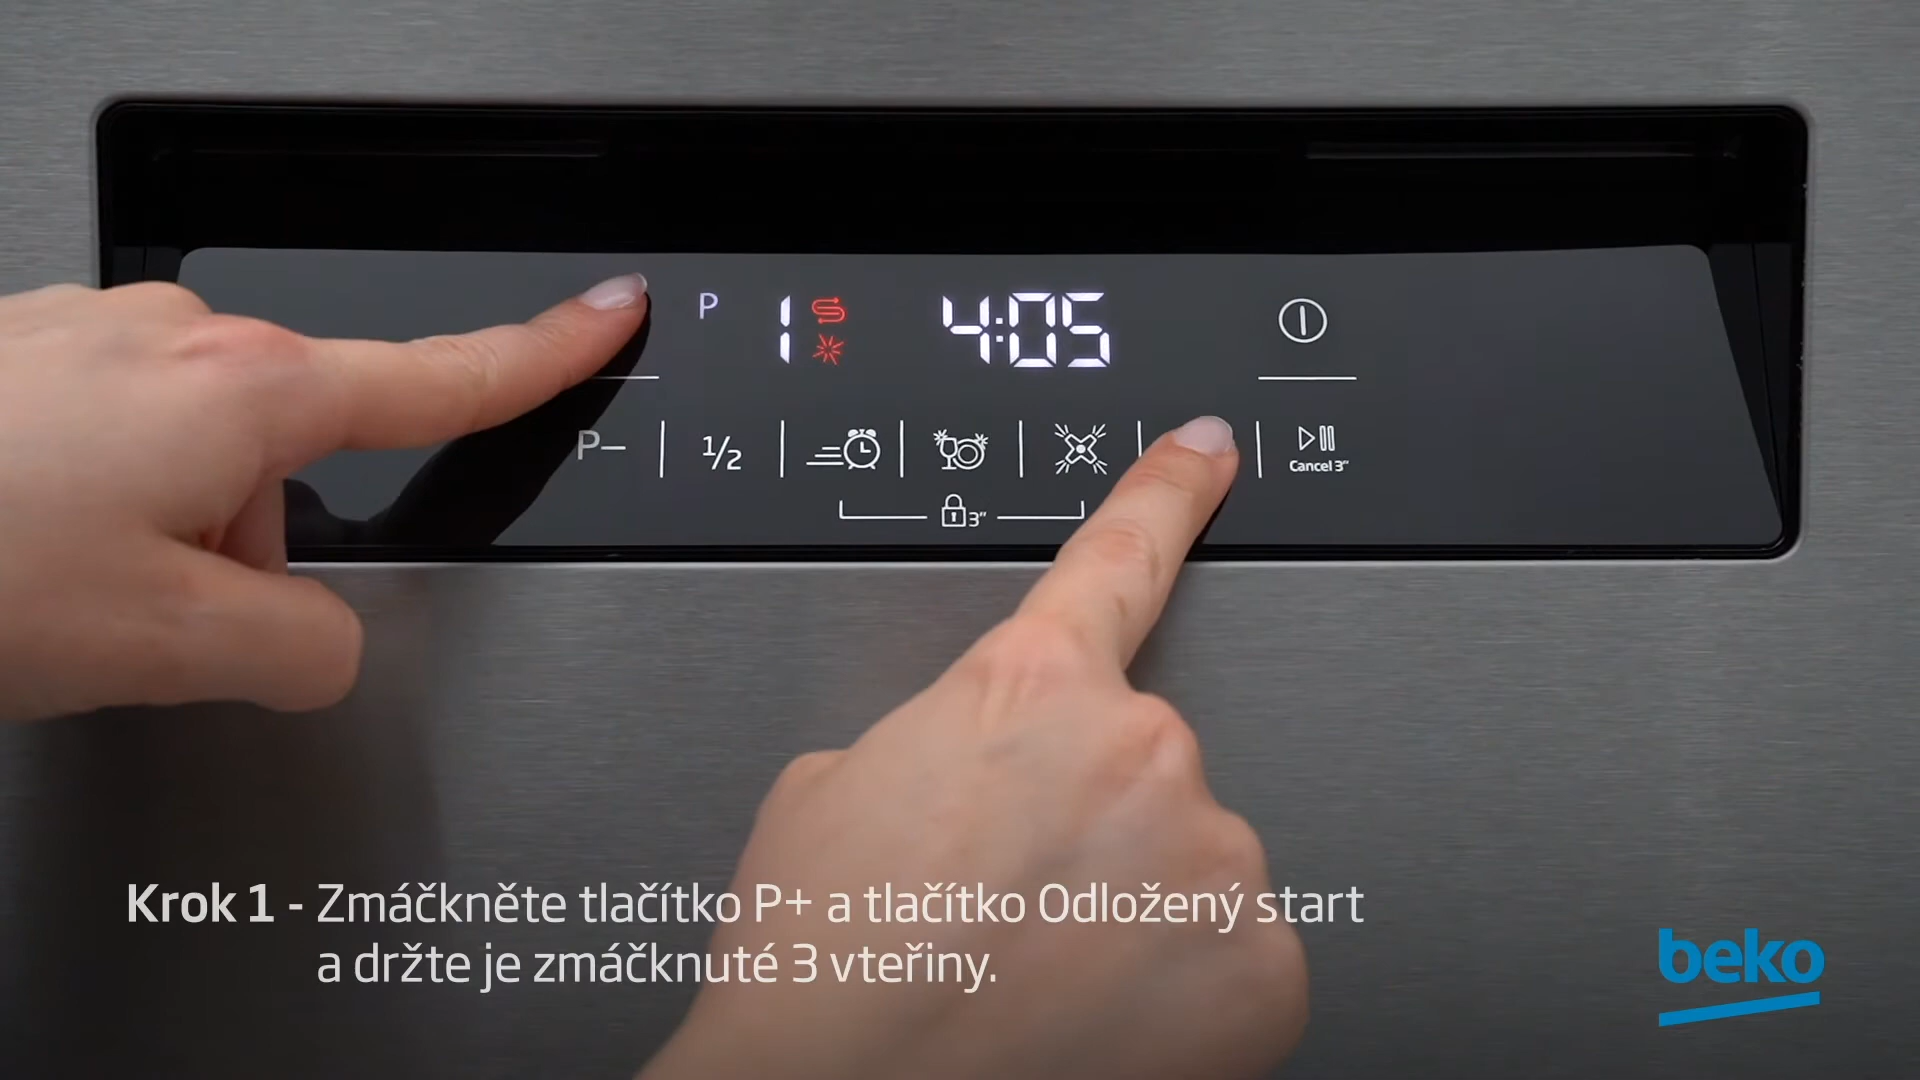 P 1 4:05
P– ½
Cancel 3"
3"
Krok 1 - Zmáčkněte tlačítko P+ a tlačítko Odložený start
a držte je zmáčknuté 3 vteřiny.
beko